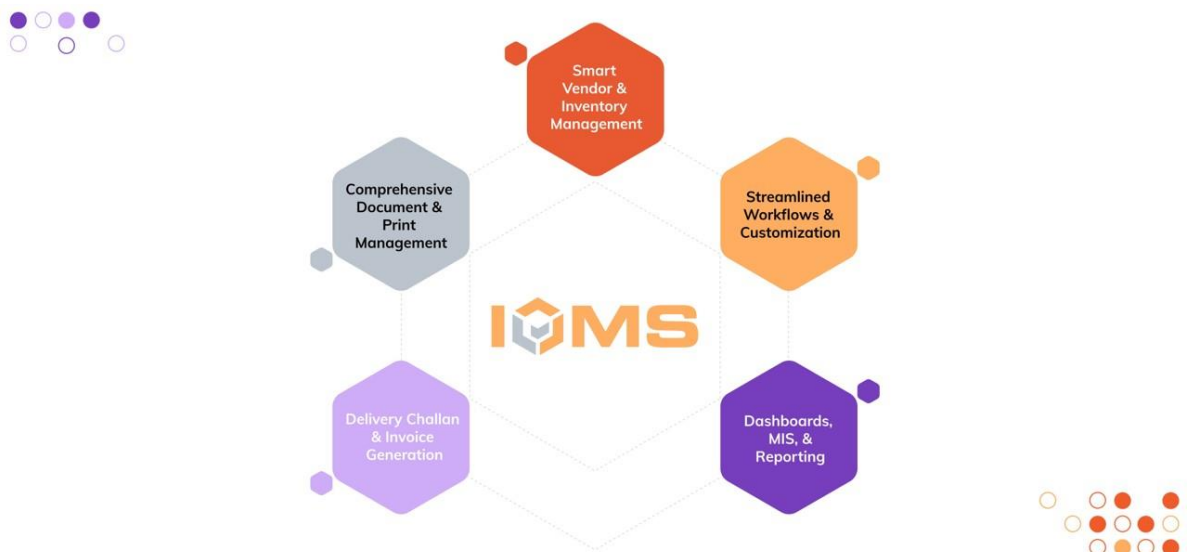 Smart
Vendor &
Inventory
Management
Comprehensive
Document &
Print
Management
Streamlined
Workflows &
Customization
IOMS
Delivery Challan
& Invoice
Generation
Dashboards,
MIS, &
Reporting